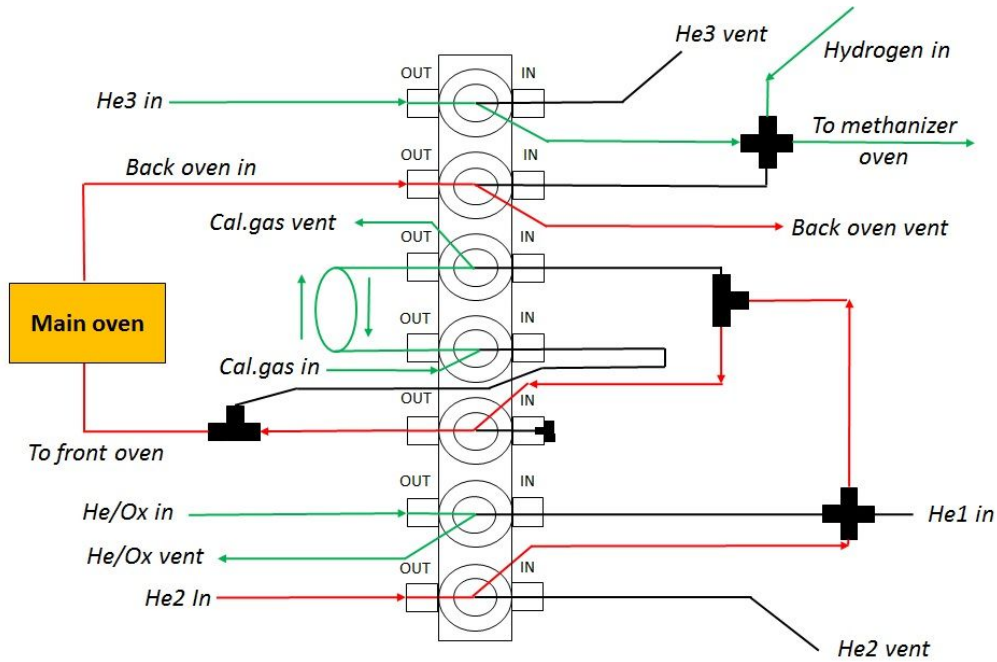 He3 vent
Hydrogen in
OUT IN
He3 in
To methanizer
oven
OUT IN
Back oven in
Cal.gas vent
Back oven vent
OUT IN
Main oven
OUT IN
Cal.gas in
OUT IN
To front oven
OUT IN
He/Ox in
He1 in
He/Ox vent
OUT IN
He2 In
He2 vent